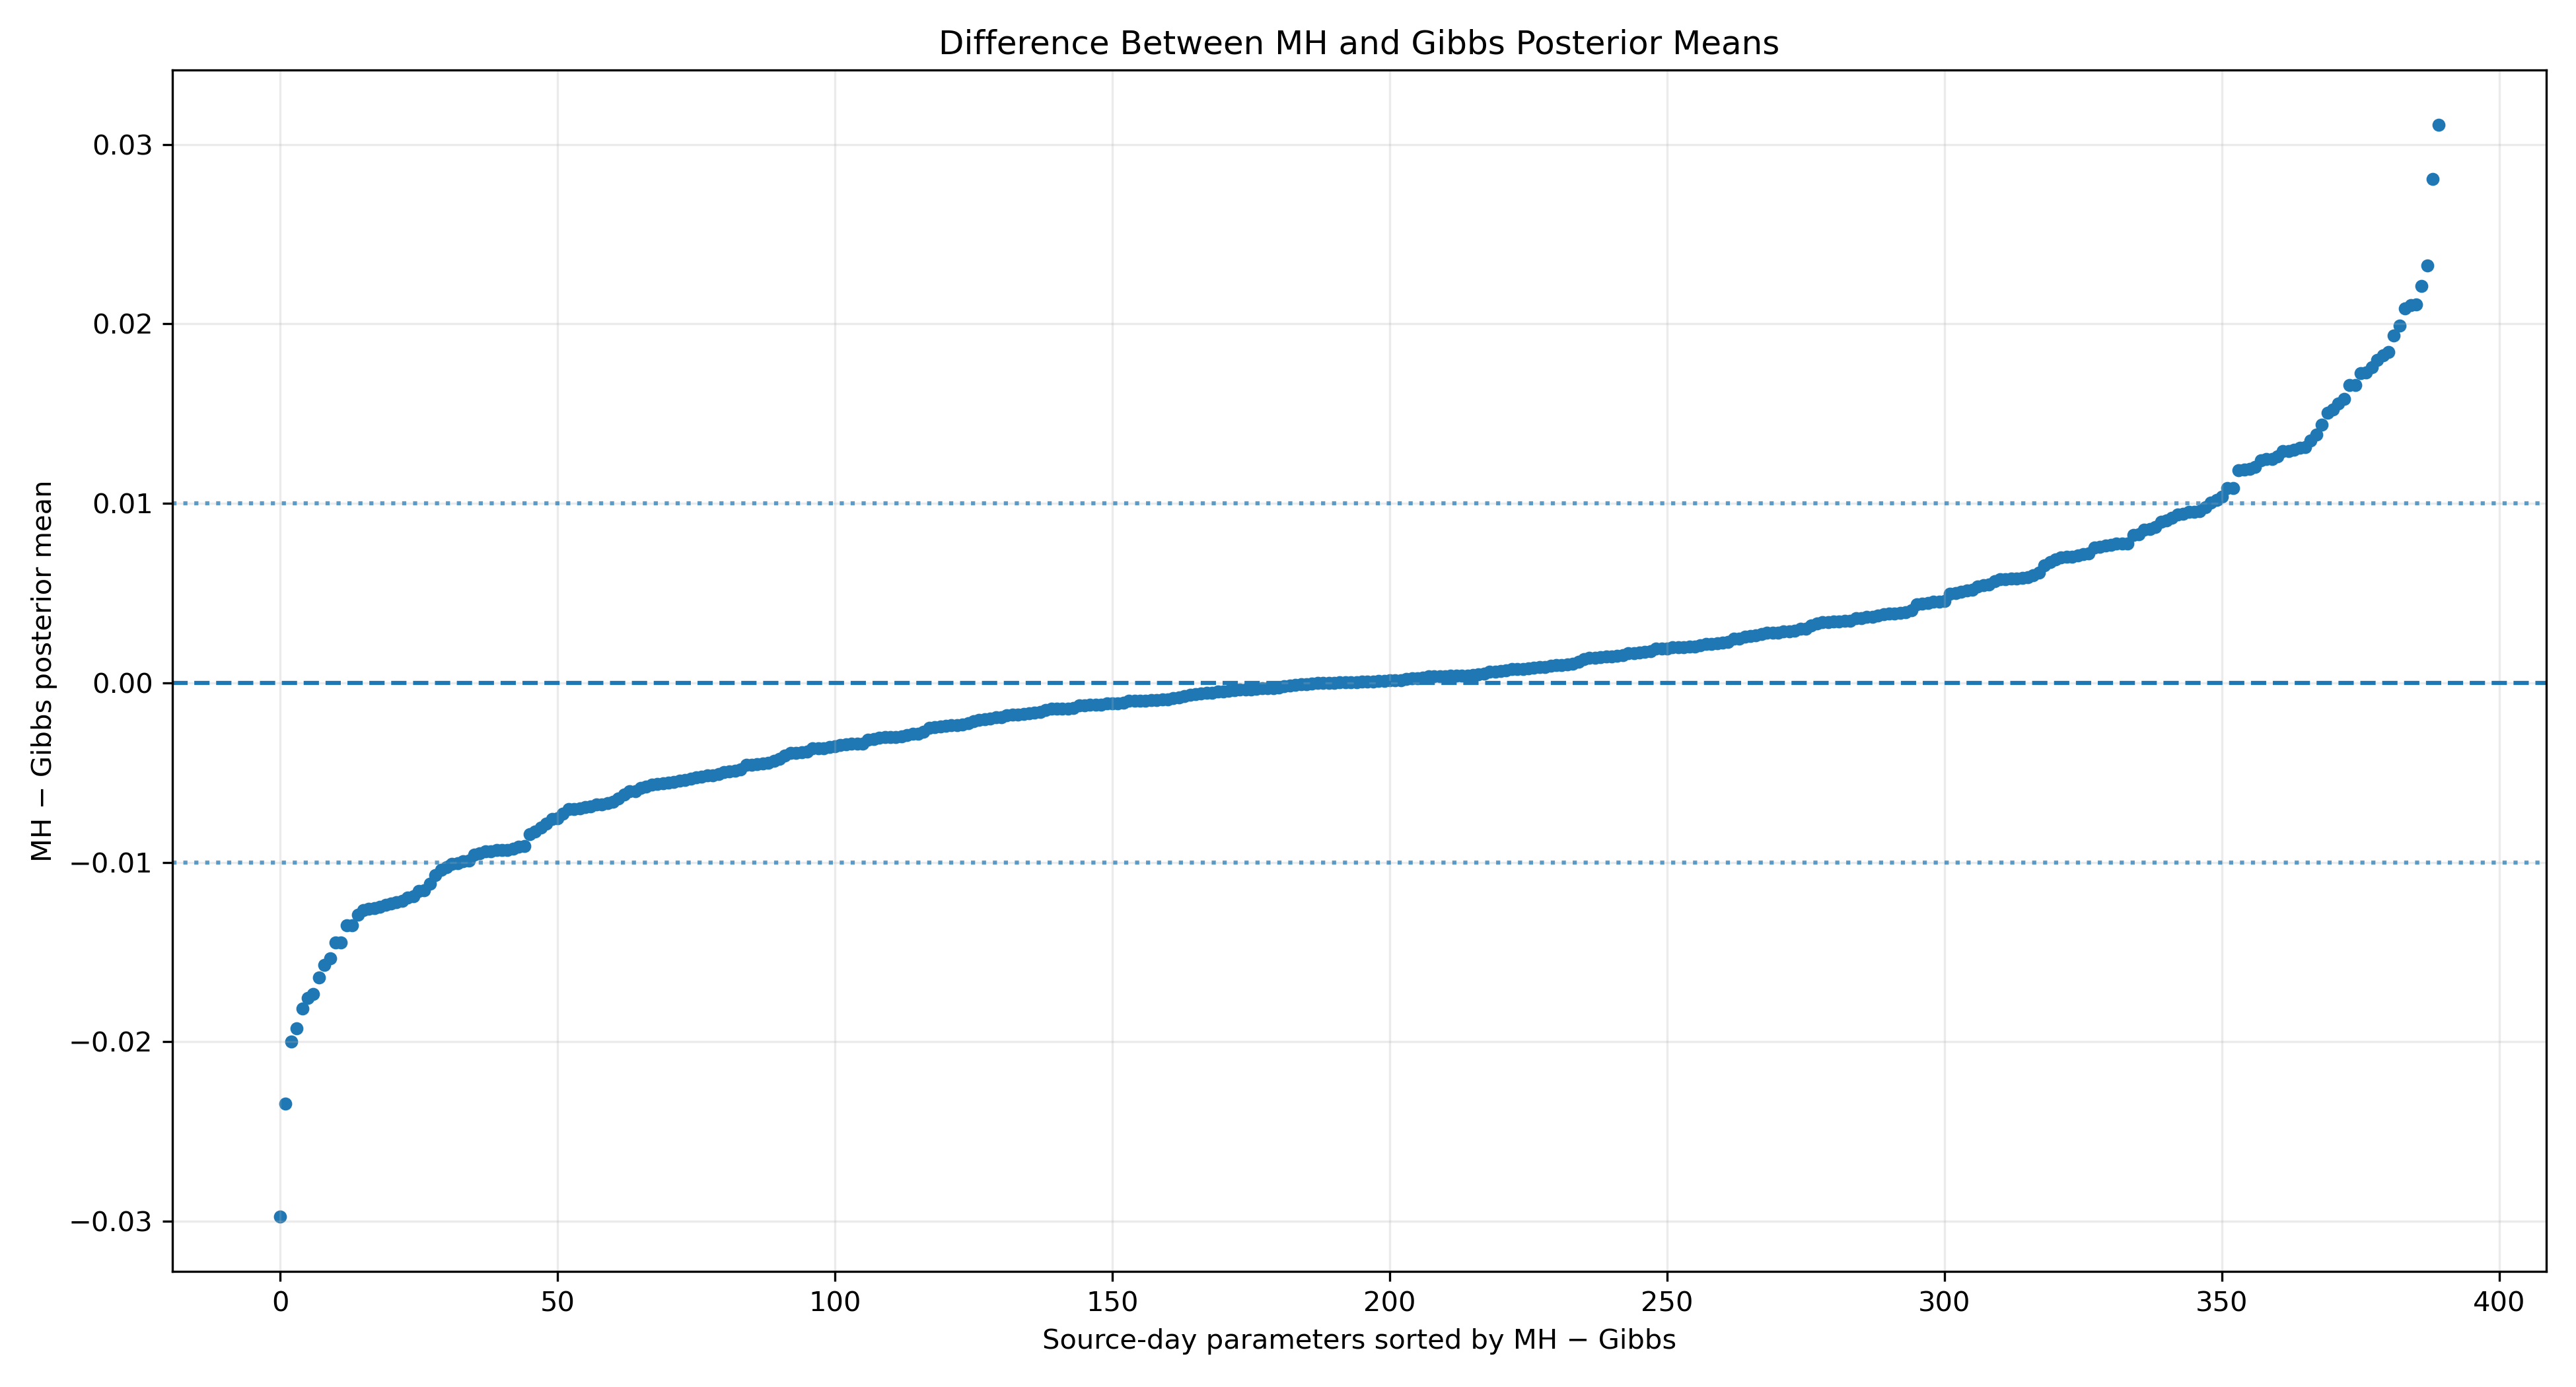 Difference Between MH and Gibbs Posterior Means
MH − Gibbs posterior mean
0.03
0.02
0.01
0.00
−0.01
−0.02
−0.03
0 50 100 150 200 250 300 350 400
Source-day parameters sorted by MH − Gibbs